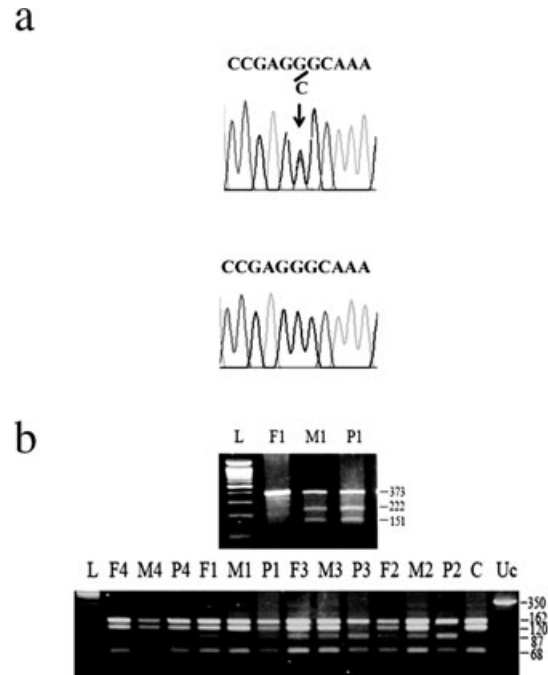 a
CCGAGGGCAAA
C
CCGAGGGCAAA
b
L F1 M1 P1
373
222
151
L F4 M4 P4 F1 M1 P1 F3 M3 P3 F2 M2 P2 C Uc
350
162
120
87
68